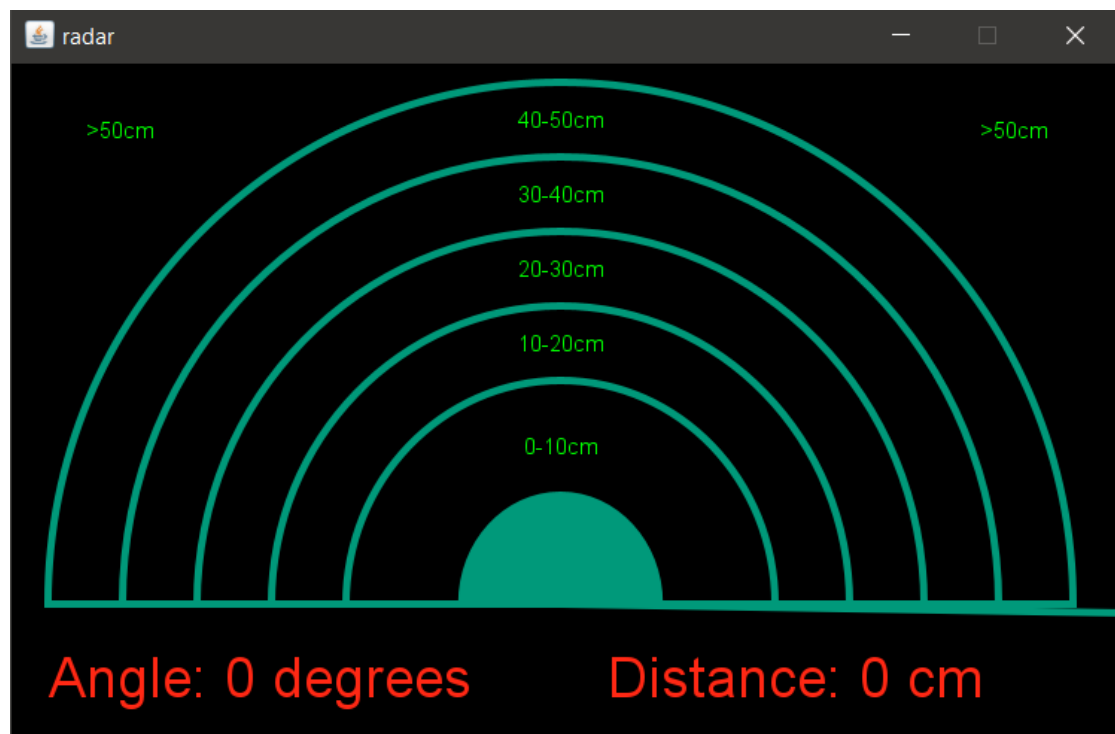 radar
>50cm
40-50cm
>50cm
30-40cm
20-30cm
10-20cm
0-10cm
Angle: 0 degrees
Distance: 0 cm